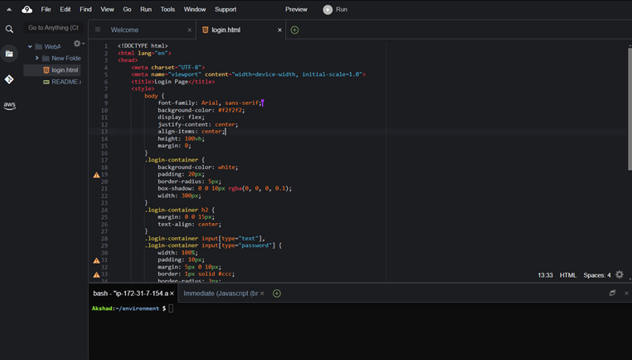 File Edit Find View Go Run Tools Window Support Preview Run
Go to Anything (Ctrl
Welcome × login.html ×
WebA
New Folde
login.html
README.
aws
1 <!DOCTYPE html>
2 <html lang="en">
3 <head>
4 <meta charset="UTF-8">
5 <meta name="viewport" content="width=device-width, initial-scale=1.0">
6 <title>Login Page</title>
7 <style>
8 body {
9 font-family: Arial, sans-serif;
10 background-color: #f2f2f2;
11 display: flex;
12 justify-content: center;
13 align-items: center;
14 height: 100vh;
15 margin: 0;
16 }
17 .login-container {
18 background-color: white;
19 padding: 20px;
20 border-radius: 5px;
21 box-shadow: 0 0 10px rgba(0, 0, 0, 0.1);
22 width: 300px;
23 }
24 .login-container h2 {
25 margin: 0 0 15px;
26 text-align: center;
27 }
28 .login-container input[type="text"],
29 .login-container input[type="password"] {
30 width: 100%;
31 padding: 10px;
32 margin: 5px 0 10px;
33 border: 1px solid #ccc;
border-radius: 3px;
13:33 HTML Spaces: 4
bash - "ip-172-31-7-154.a × Immediate (Javascript (br ×
Akshad:~/environment $